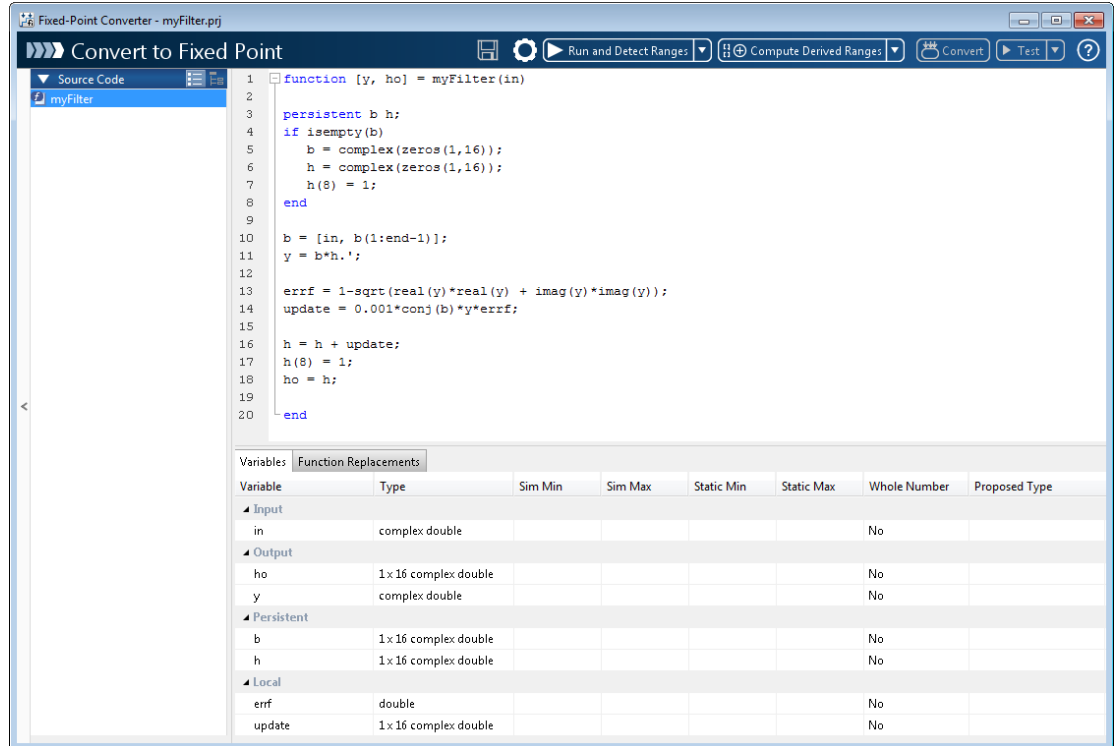 Fixed-Point Converter - myFilter.prj
Convert to Fixed Point Run and Detect Ranges Compute Derived Ranges Convert Test ?
Source Code
myFilter
1 function [y, ho] = myFilter(in)
2
3 persistent b h;
4 if isempty(b)
5 b = complex(zeros(1,16));
6 h = complex(zeros(1,16));
7 h(8) = 1;
8 end
9
10 b = [in, b(1:end-1)];
11 y = b*h.';
12
13 errf = 1-sqrt(real(y)*real(y) + imag(y)*imag(y));
14 update = 0.001*conj(b)*y*errf;
15
16 h = h + update;
17 h(8) = 1;
18 ho = h;
19
20 end
<
Variables Function Replacements
Variable Type Sim Min Sim Max Static Min Static Max Whole Number Proposed Type
Input
in complex double No
Output
ho 1 x 16 complex double No
y complex double No
Persistent
b 1 x 16 complex double No
h 1 x 16 complex double No
Local
errf double No
update 1 x 16 complex double No